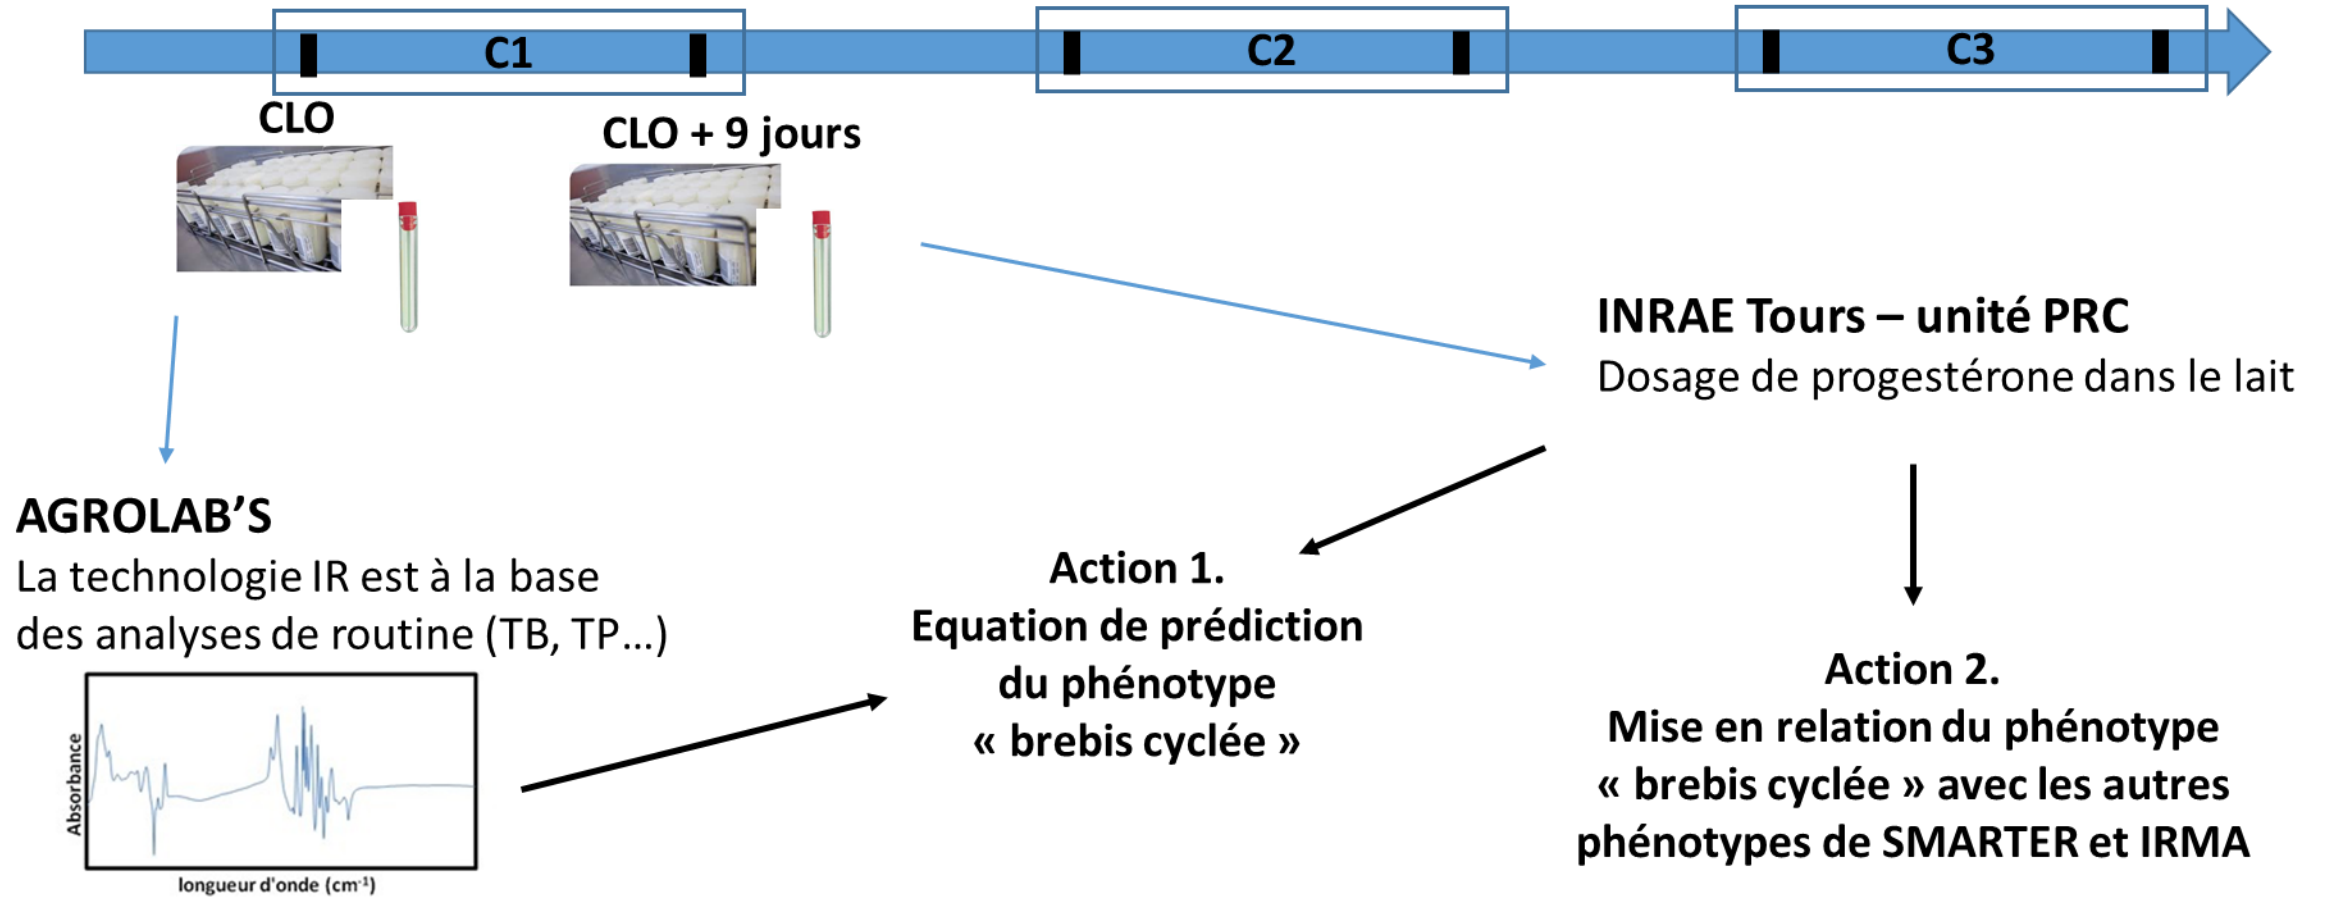 C1
C2
C3
CLO
CLO + 9 jours
INRAE Tours – unité PRC
Dosage de progestérone dans le lait
AGROLAB’S
La technologie IR est à la base
des analyses de routine (TB, TP...)
Absorbance
longueur d'onde (cm-1)
Action 1.
Equation de prédiction
du phénotype
« brebis cyclée »
Action 2.
Mise en relation du phénotype
« brebis cyclée » avec les autres
phénotypes de SMARTER et IRMA